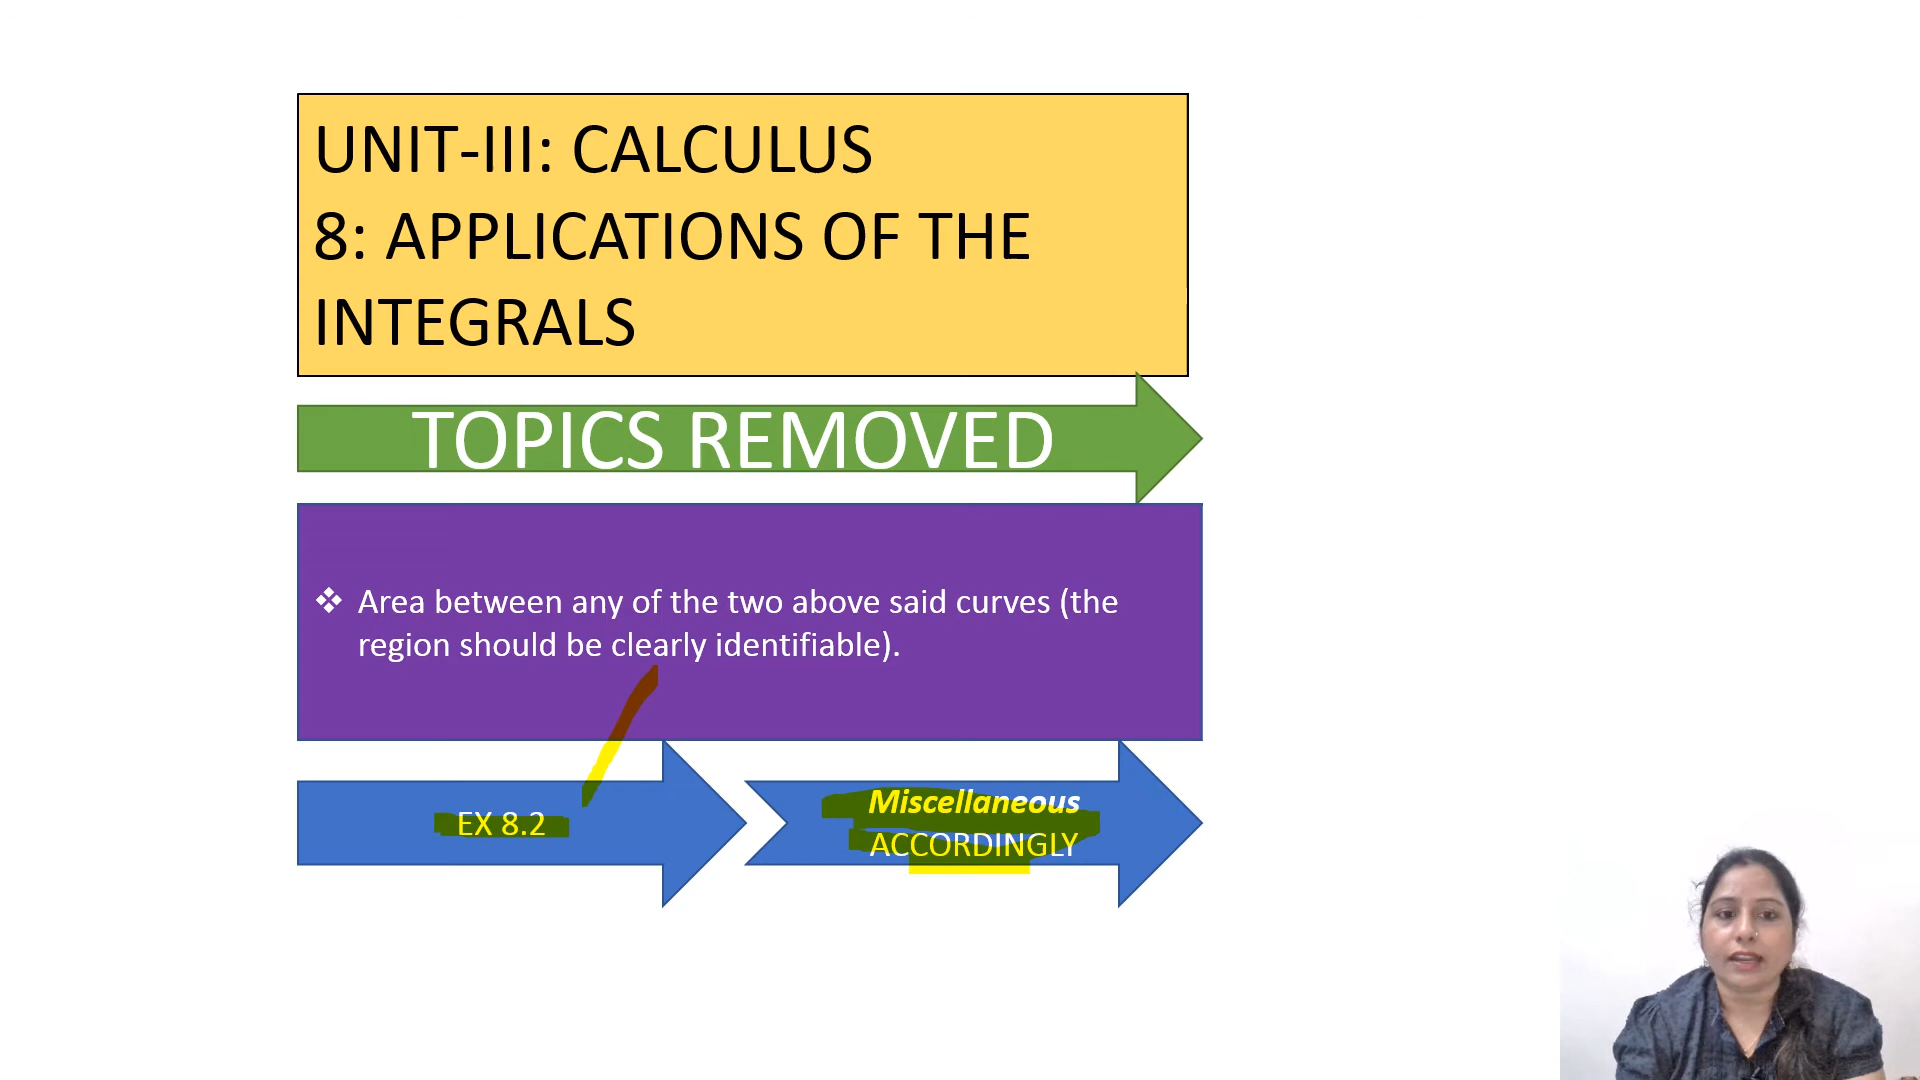 UNIT-III: CALCULUS
8: APPLICATIONS OF THE
INTEGRALS
TOPICS REMOVED
❖ Area between any of the two above said curves (the
region should be clearly identifiable).
EX 8.2
Miscellaneous
ACCORDINGLY